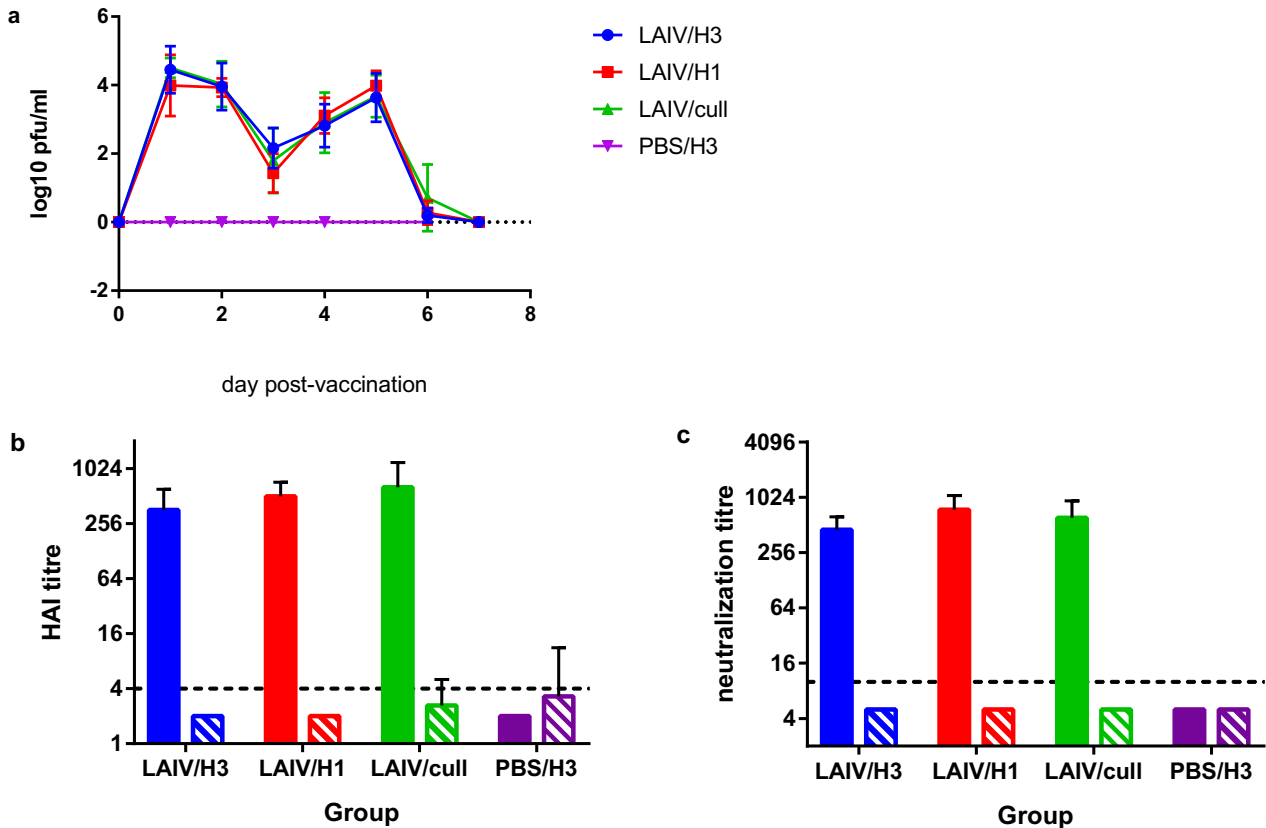 a
6
4
2
0
-2
log10 pfu/ml
0 2 4 6 8
day post-vaccination
LAIV/H3
LAIV/H1
LAIV/cull
PBS/H3
b
1024
256
64
16
4
1
HAI titre
LAIV/H3 LAIV/H1 LAIV/cull PBS/H3
Group
c
4096
1024
256
64
16
4
neutralization titre
LAIV/H3 LAIV/H1 LAIV/cull PBS/H3
Group